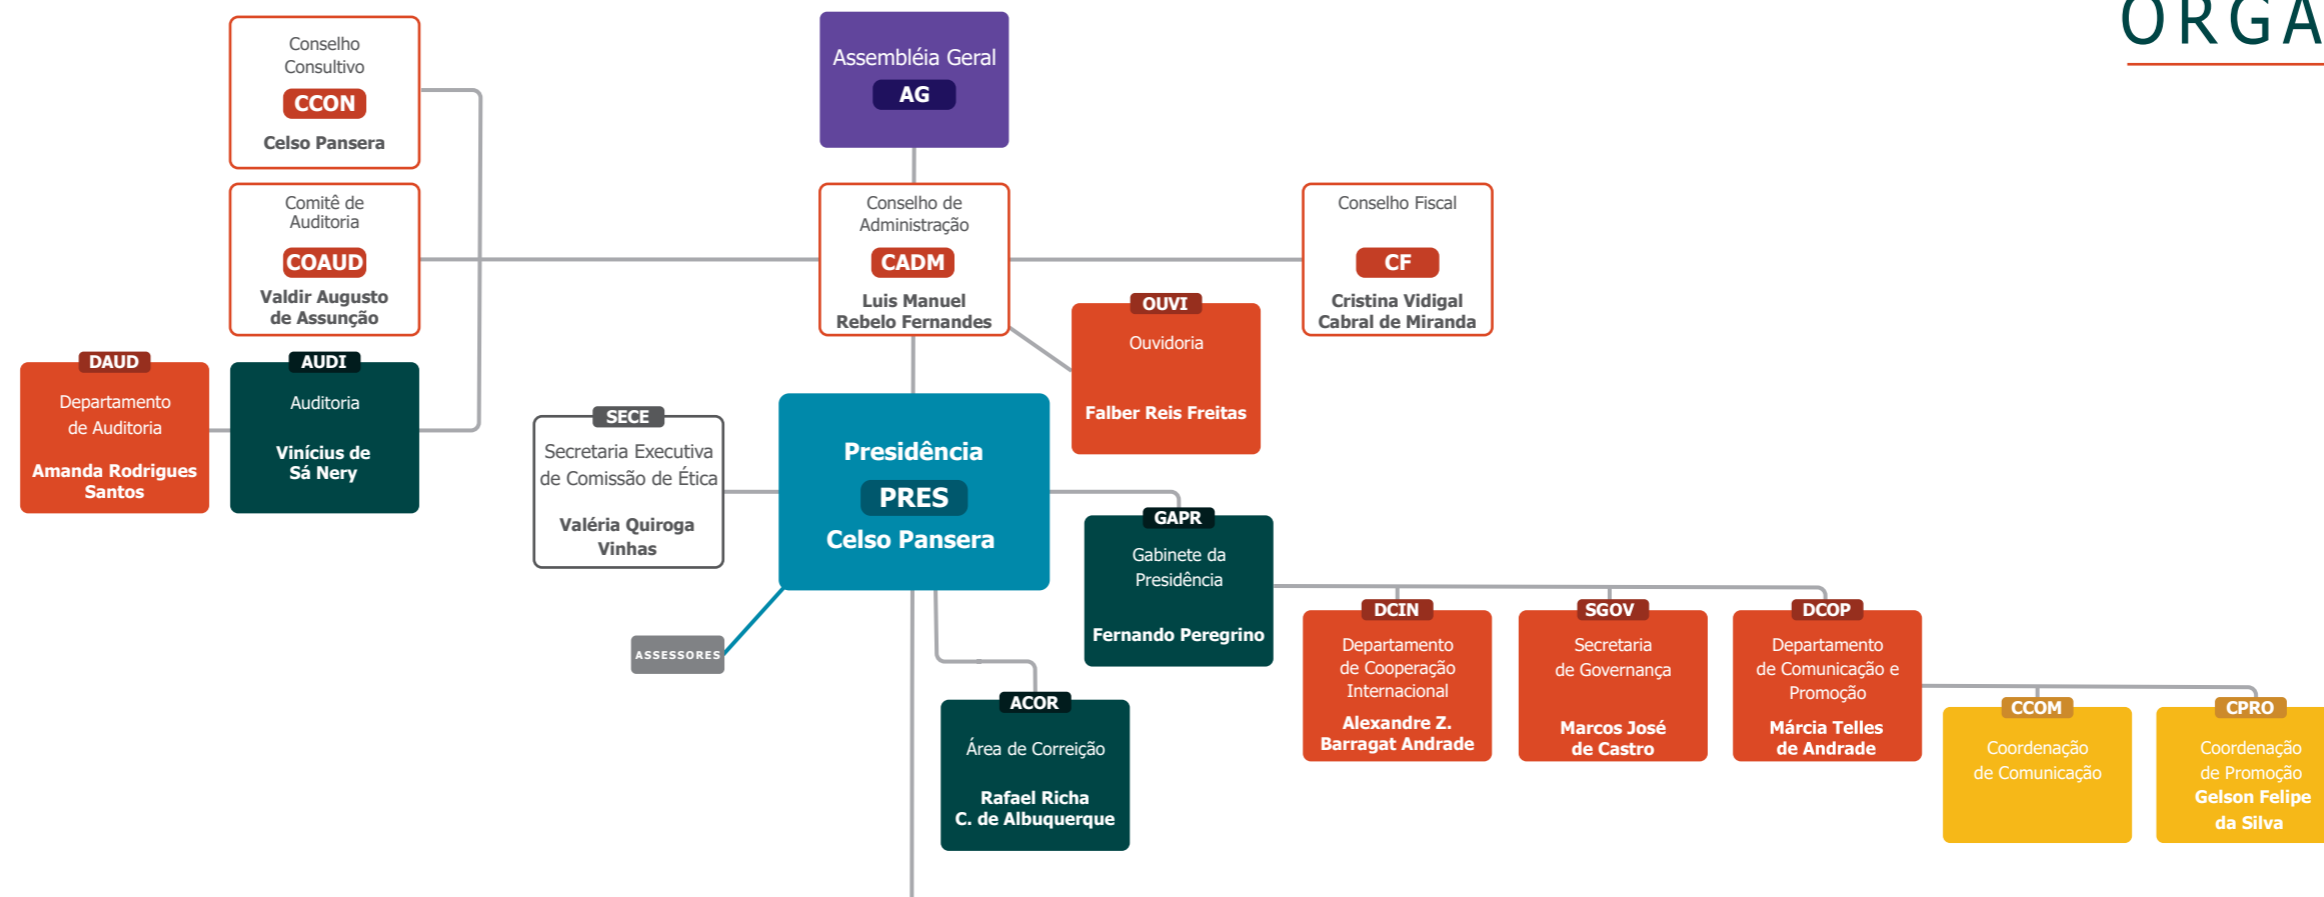 ORGA
Conselho
Consultivo
CCON
Celso Pansera
Assembléia Geral
AG
Comitê de
Auditoria
COAUD
Valdir Augusto
de Assunção
Conselho de
Administração
CADM
Luis Manuel
Rebelo Fernandes
Conselho Fiscal
CF
Cristina Vidigal
Cabral de Miranda
OUVI
Ouvidoria
Falber Reis Freitas
DAUD
Departamento
de Auditoria
Amanda Rodrigues
Santos
AUDI
Auditoria
Vinícius de
Sá Nery
SECE
Secretaria Executiva
de Comissão de Ética
Valéria Quiroga
Vinhas
Presidência
PRES
Celso Pansera
ASSESSORES
GAPR
Gabinete da
Presidência
Fernando Peregrino
ACOR
Área de Correição
Rafael Richa
C. de Albuquerque
DCIN
Departamento
de Cooperação
Internacional
Alexandre Z.
Barragat Andrade
SGOV
Secretaria
de Governança
Marcos José
de Castro
DCOP
Departamento
de Comunicação e
Promoção
Márcia Telles
de Andrade
CCOM
Coordenação
de Comunicação
CPRO
Coordenação
de Promoção
Gelson Felipe
da Silva